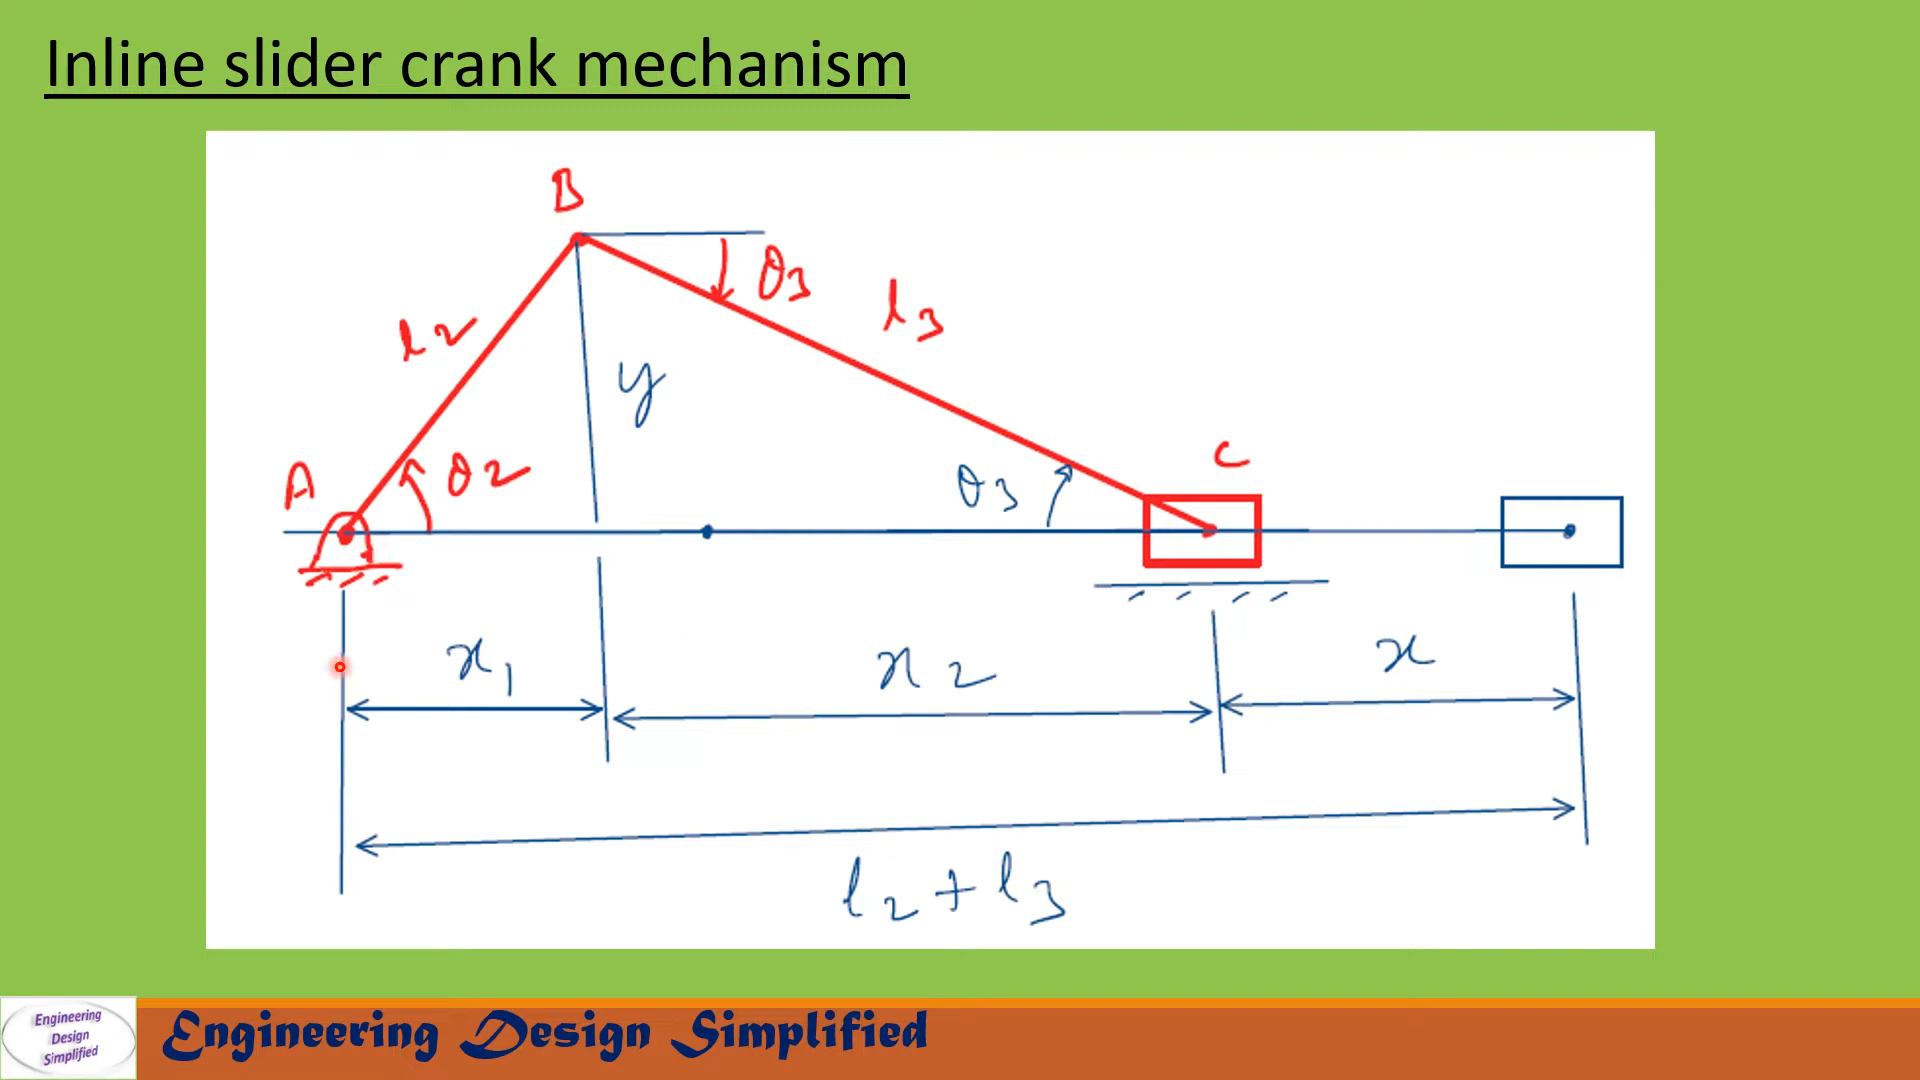 Inline slider crank mechanism
B
θ3
l3
l2
y
A
θ2
θ3
C
x1
x2
x
l2 + l3
Engineering
Design
Simplified
Engineering Design Simplified